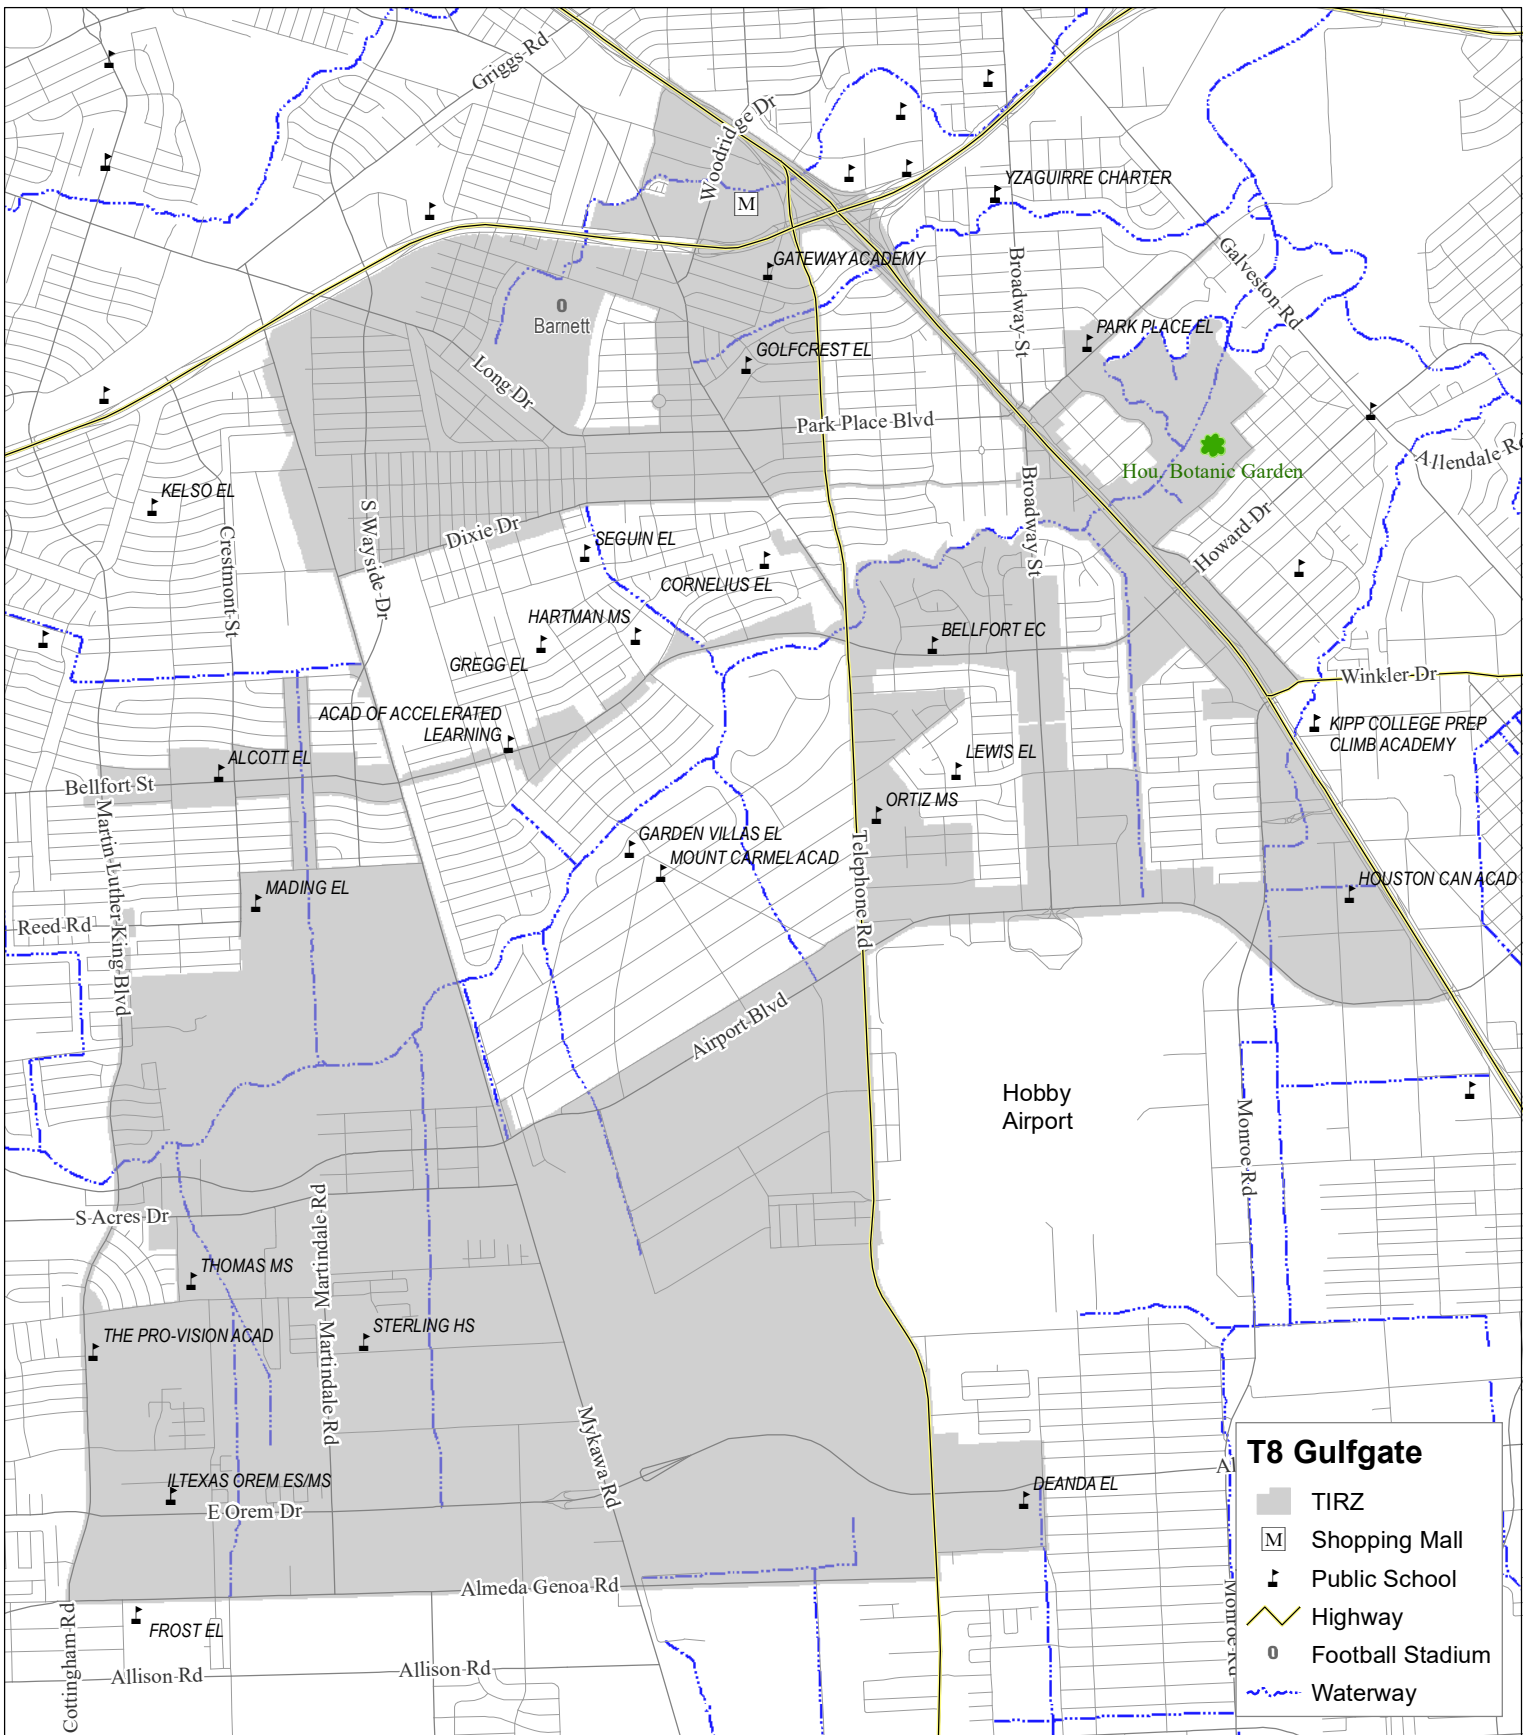 Griggs Rd
Woodridge Dr
M
YZAGUIRRE CHARTER
GATEWAY ACADEMY
Broadway St
Galveston Rd
0
Barnett
PARK PLACE EL
GOLFCREST EL
Long Dr
Park Place Blvd
Allendale Rd
Hou. Botanic Garden
KELSO EL
S Wayside Dr
Dixie Dr
Broadway St
Crestmont St
SEGUIN EL
Howard Dr
CORNELIUS EL
HARTMAN MS
BELLFORT EC
GREGG EL
Winkler Dr
ACAD OF ACCELERATED
LEARNING
KIPP COLLEGE PREP
CLIMB ACADEMY
ALCOTT EL
LEWIS EL
Bellfort St
ORTIZ MS
Martin Luther King Blvd
GARDEN VILLAS EL
MOUNT CARMEL ACAD
Telephone Rd
MADING EL
HOUSTON CAN ACAD
Reed Rd
Airport Blvd
Hobby
Airport
Monroe Rd
S Acres Dr
Martindale Rd
THOMAS MS
THE PRO-VISION ACAD
STERLING HS
Martindale Rd
Mykawa Rd
ILTEXAS OREM ES/MS
E Orem Dr
DEANDA EL
Al
Almeda Genoa Rd
Monroe Rd
FROST EL
Cottingham Rd
Allison Rd
Allison Rd
T8 Gulfgate
TIRZ
M Shopping Mall
Public School
Highway
0 Football Stadium
Waterway